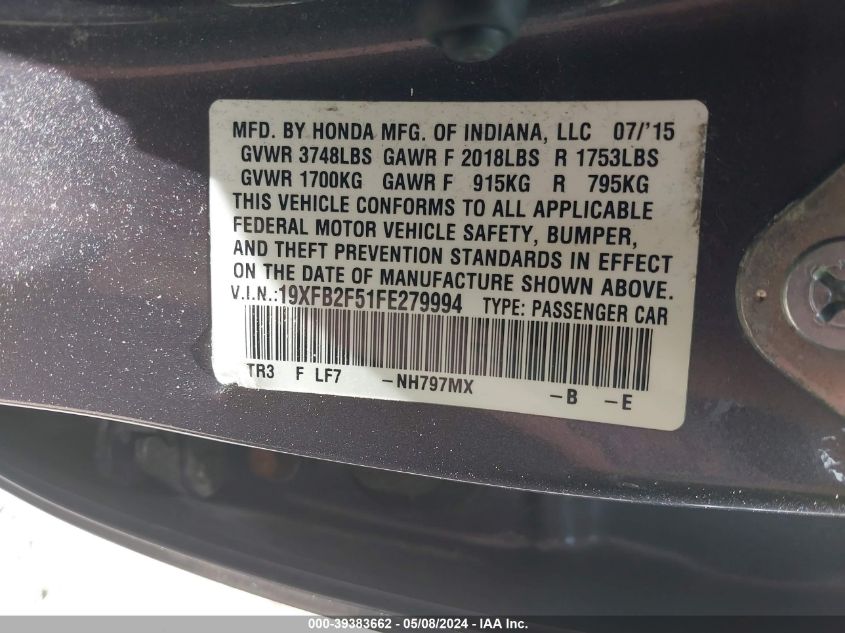 MFD. BY HONDA MFG. OF INDIANA, LLC 07/'15
GVWR 3748LBS GAWR F 2018LBS R 1753LBS
GVWR 1700KG GAWR F 915KG R 795KG
THIS VEHICLE CONFORMS TO ALL APPLICABLE
FEDERAL MOTOR VEHICLE SAFETY, BUMPER,
AND THEFT PREVENTION STANDARDS IN EFFECT
ON THE DATE OF MANUFACTURE SHOWN ABOVE.
V.I.N.:19XFB2F51FE279994 TYPE: PASSENGER CAR
TR3 F LF7 -NH797MX -B -E
000-39383662 - 05/08/2024 - IAA Inc.